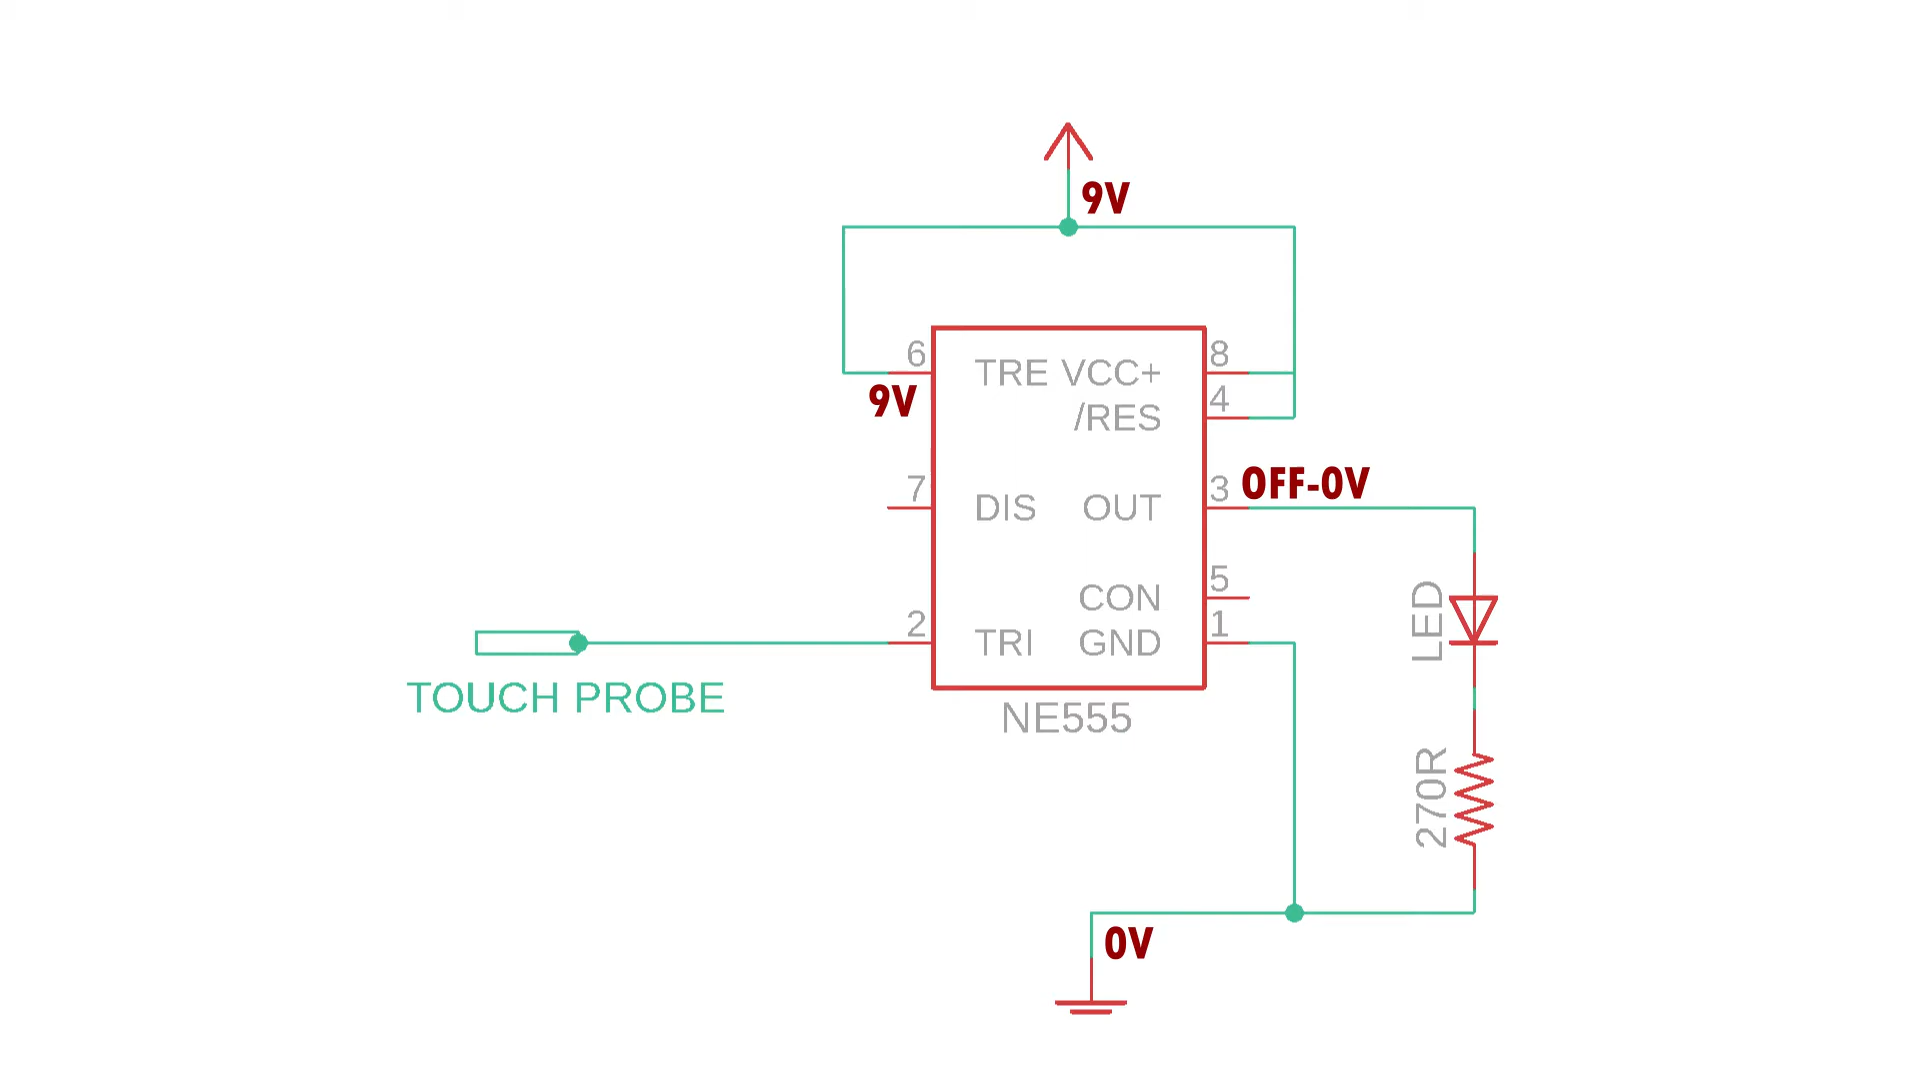 9V
6
TRE VCC+
8
9V
/RES
4
7
DIS OUT
3
OFF-0V
CON
5
2
TRI GND
1
LED
TOUCH PROBE
NE555
270R
0V